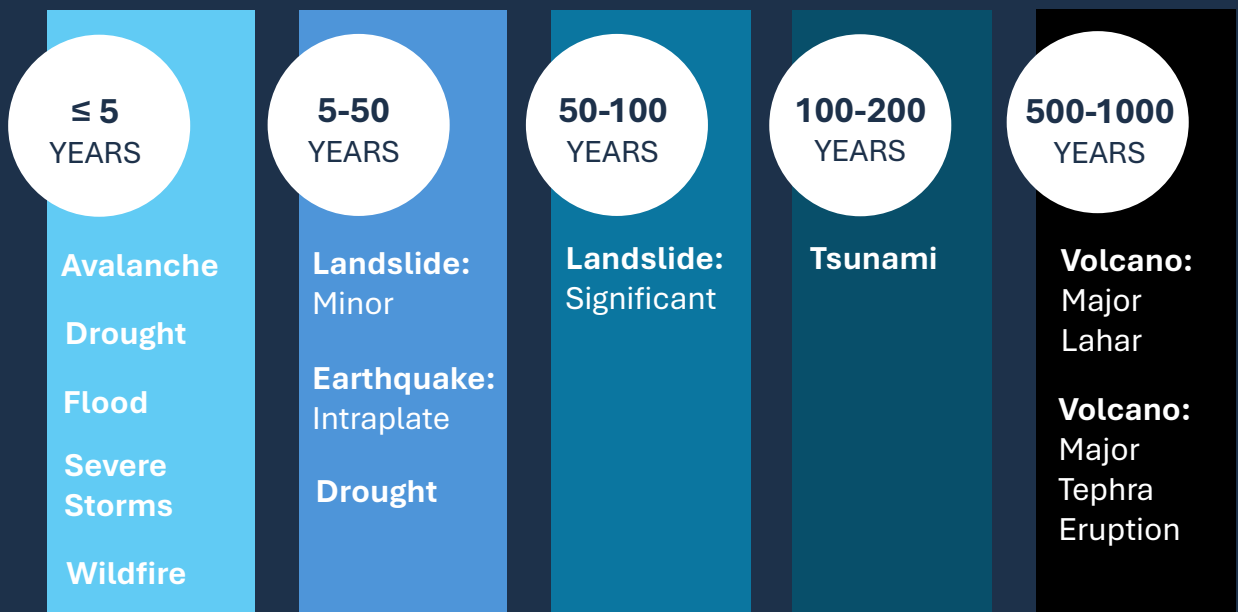 ≤ 5
YEARS
Avalanche
Drought
Flood
Severe
Storms
Wildfire
5-50
YEARS
Landslide:
Minor
Earthquake:
Intraplate
Drought
50-100
YEARS
Landslide:
Significant
100-200
YEARS
Tsunami
500-1000
YEARS
Volcano:
Major
Lahar
Volcano:
Major
Tephra
Eruption